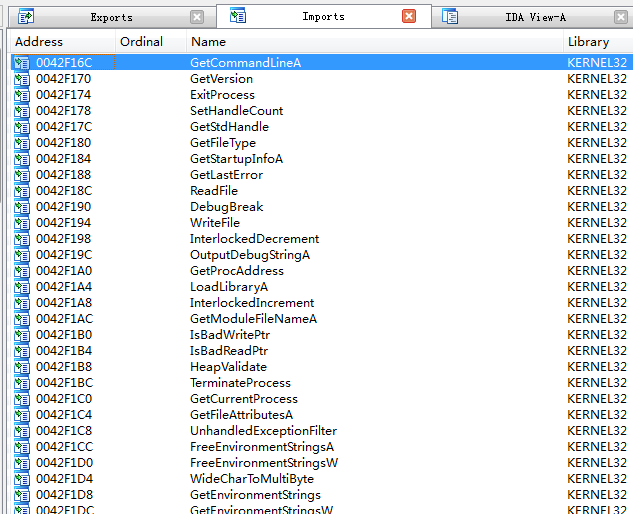 Exports Imports IDA View-A
Address Ordinal Name Library
0042F16C GetCommandLineA KERNEL32
0042F170 GetVersion KERNEL32
0042F174 ExitProcess KERNEL32
0042F178 SetHandleCount KERNEL32
0042F17C GetStdHandle KERNEL32
0042F180 GetFileType KERNEL32
0042F184 GetStartupInfoA KERNEL32
0042F188 GetLastError KERNEL32
0042F18C ReadFile KERNEL32
0042F190 DebugBreak KERNEL32
0042F194 WriteFile KERNEL32
0042F198 InterlockedDecrement KERNEL32
0042F19C OutputDebugStringA KERNEL32
0042F1A0 GetProcAddress KERNEL32
0042F1A4 LoadLibraryA KERNEL32
0042F1A8 InterlockedIncrement KERNEL32
0042F1AC GetModuleFileNameA KERNEL32
0042F1B0 IsBadWritePtr KERNEL32
0042F1B4 IsBadReadPtr KERNEL32
0042F1B8 HeapValidate KERNEL32
0042F1BC TerminateProcess KERNEL32
0042F1C0 GetCurrentProcess KERNEL32
0042F1C4 GetFileAttributesA KERNEL32
0042F1C8 UnhandledExceptionFilter KERNEL32
0042F1CC FreeEnvironmentStringsA KERNEL32
0042F1D0 FreeEnvironmentStringsW KERNEL32
0042F1D4 WideCharToMultiByte KERNEL32
0042F1D8 GetEnvironmentStrings KERNEL32
0042F1DC GetEnvironmentStringsW KERNEL32